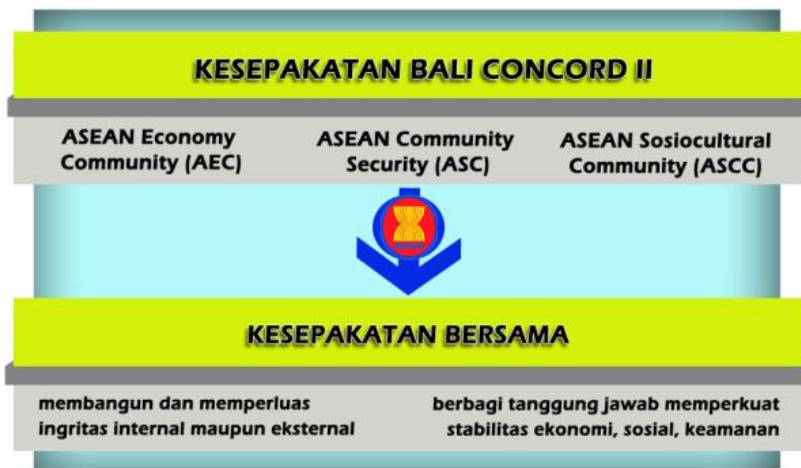 KESEPAKATAN BALI CONCORD II
ASEAN Economy
Community (AEC)
ASEAN Community
Security (ASC)
ASEAN Sosiocultural
Community (ASCC)
KESEPAKATAN BERSAMA
membangun dan memperluas
ingritas internal maupun eksternal
berbagi tanggung jawab memperkuat
stabilitas ekonomi, sosial, keamanan